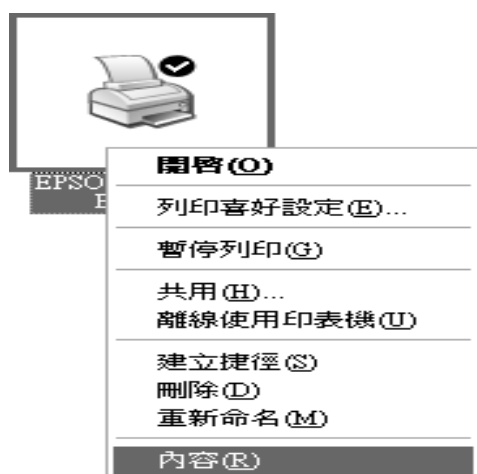 EPSO
開啓(O)
列印喜好設定(E)...
暫停列印(G)
共用(H)...
離線使用印表機(U)
建立捷徑(S)
刪除(D)
重新命名(M)
內容(R)